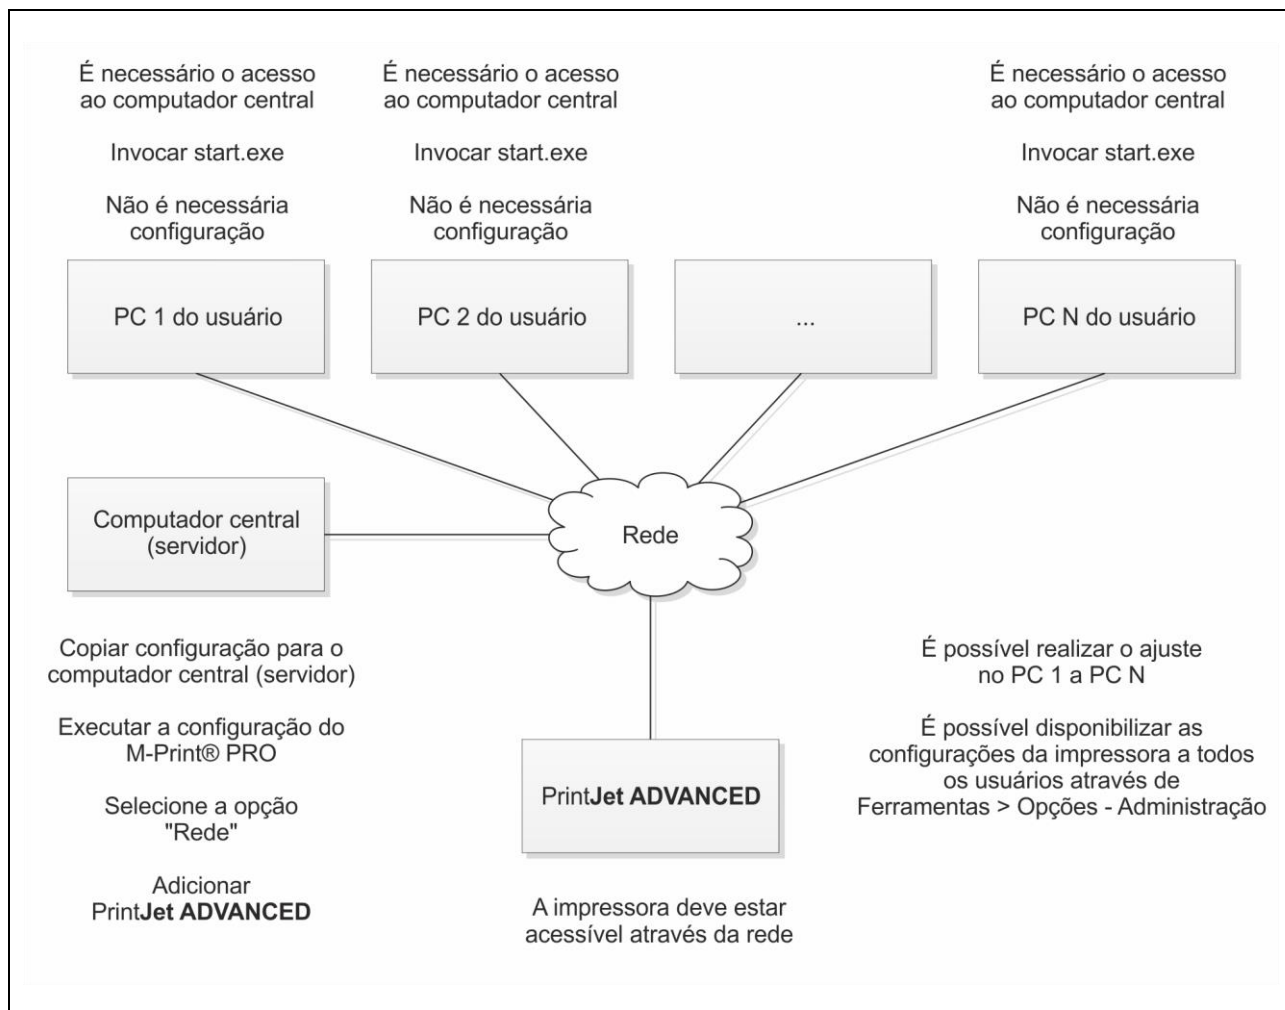 É necessário o acesso
ao computador central
Invocar start.exe
Não é necessária
configuração
PC 1 do usuário
É necessário o acesso
ao computador central
Invocar start.exe
Não é necessária
configuração
PC 2 do usuário
...
É necessário o acesso
ao computador central
Invocar start.exe
Não é necessária
configuração
PC N do usuário
Computador central
(servidor)
Rede
Copiar configuração para o
computador central (servidor)
Executar a configuração do
M-Print® PRO
Selecione a opção
"Rede"
Adicionar
PrintJet ADVANCED
PrintJet ADVANCED
A impressora deve estar
acessível através da rede
É possível realizar o ajuste
no PC 1 a PC N
É possível disponibilizar as
configurações da impressora a todos
os usuários através de
Ferramentas > Opções - Administração